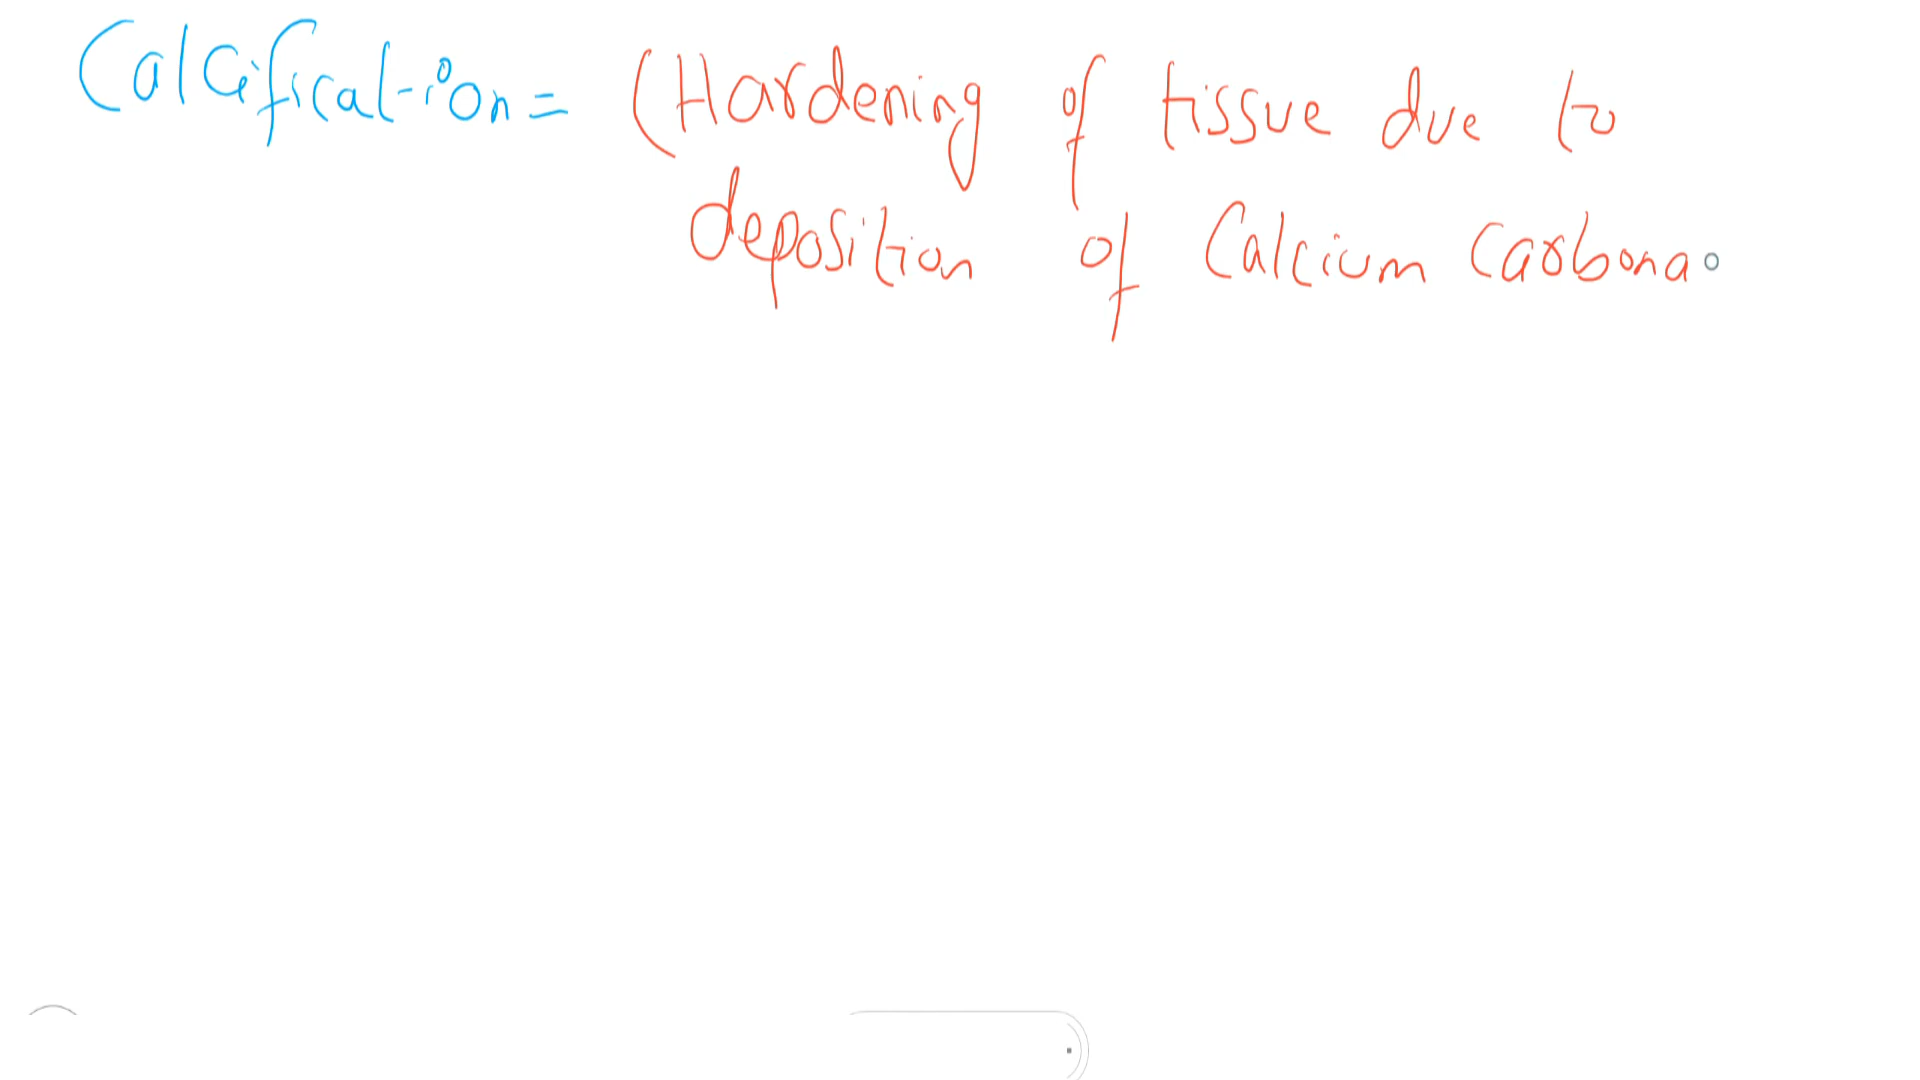 Calcification = (Hardening of tissue due to
deposition of Calcium Carbona